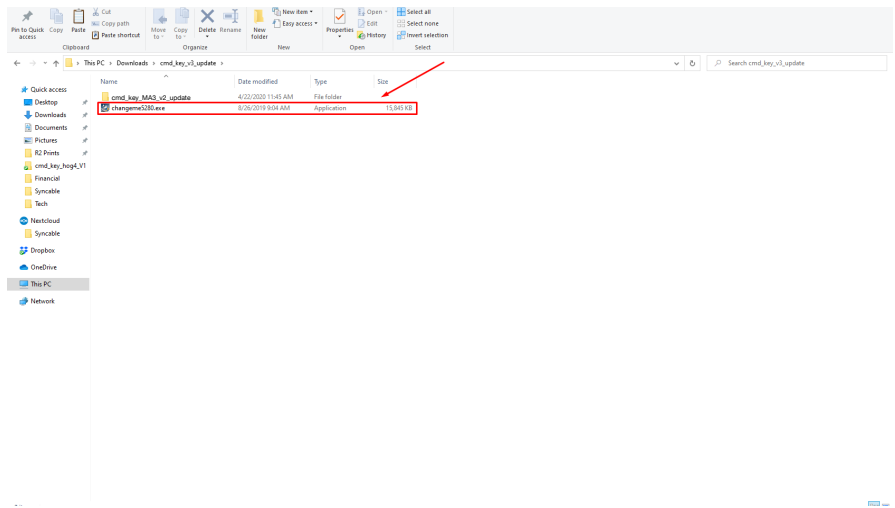 Cut
Copy path
Paste shortcut
Pin to Quick access
Copy
Paste
Move to
Copy to
Delete
Rename
New folder
New item
Easy access
Properties
Open
Edit
History
Select all
Select none
Invert selection
Clipboard
Organize
New
Open
Select
This PC > Downloads > cmd_key_v3_update >
Search cmd_key_v3_update
Name
Date modified
Type
Size
cmd_key_MA3_v2_update 4/22/2020 11:45 AM File folder
changeme5280.exe 8/26/2019 9:04 AM Application 15,845 KB
Quick access
Desktop
Downloads
Documents
Pictures
R2 Prints
cmd_key_hog4_V1
Financial
Syncable
Tech
Nextcloud
Syncable
Dropbox
OneDrive
This PC
Network